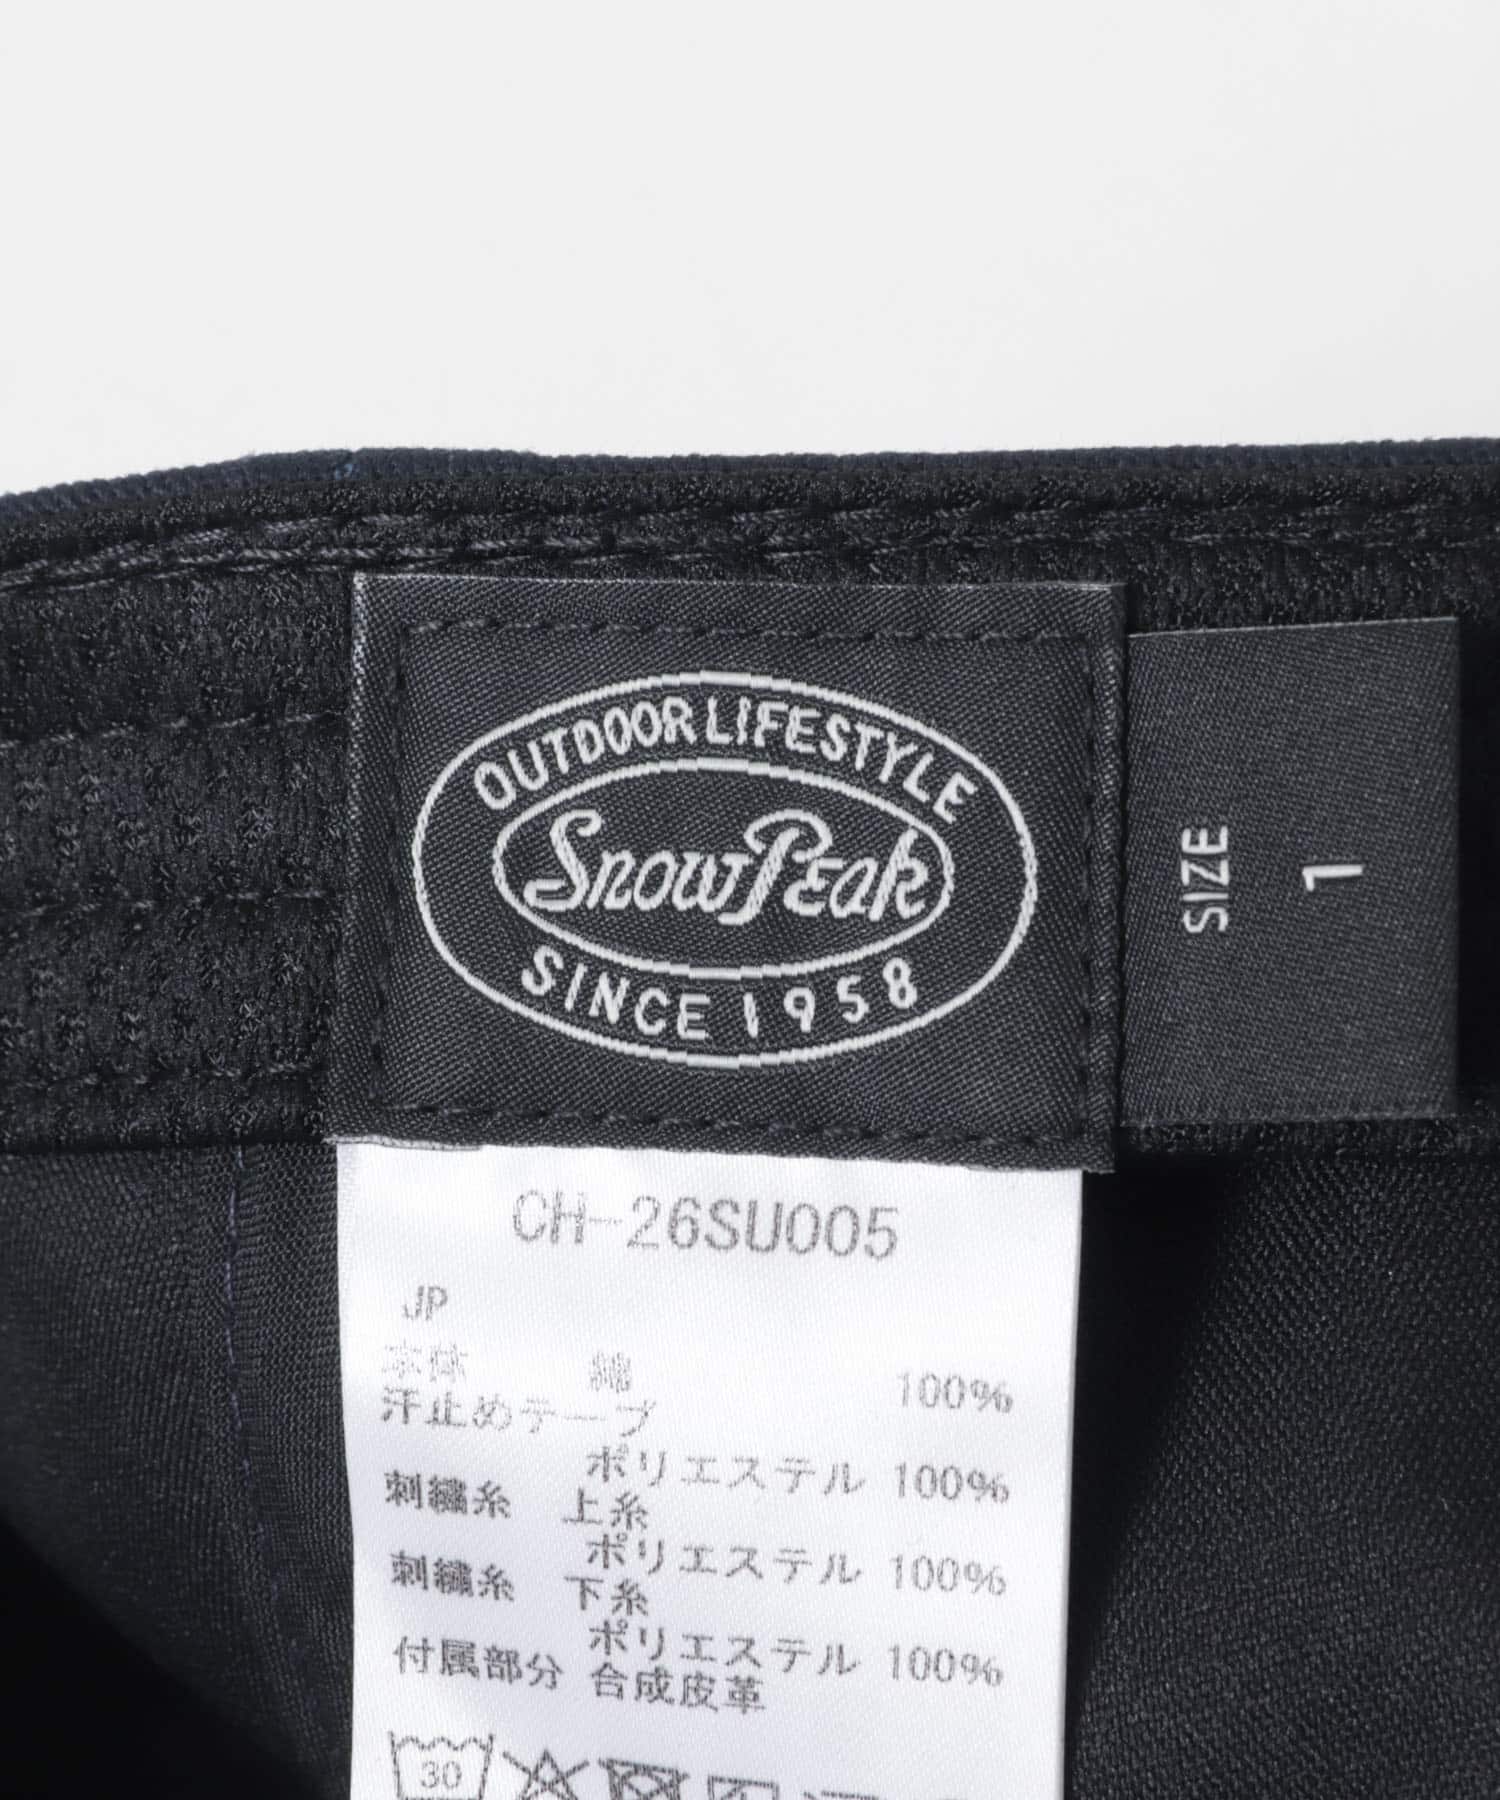 OUTDOOR LIFESTYLE
Snow Peak
SINCE 1958
SIZE
1
CH-26SU005
JP
本体 綿 100%
汗止めテープ
ポリエステル 100%
刺繍糸 上糸
ポリエステル 100%
刺繍糸 下糸
ポリエステル 100%
付属部分 合成皮革
30